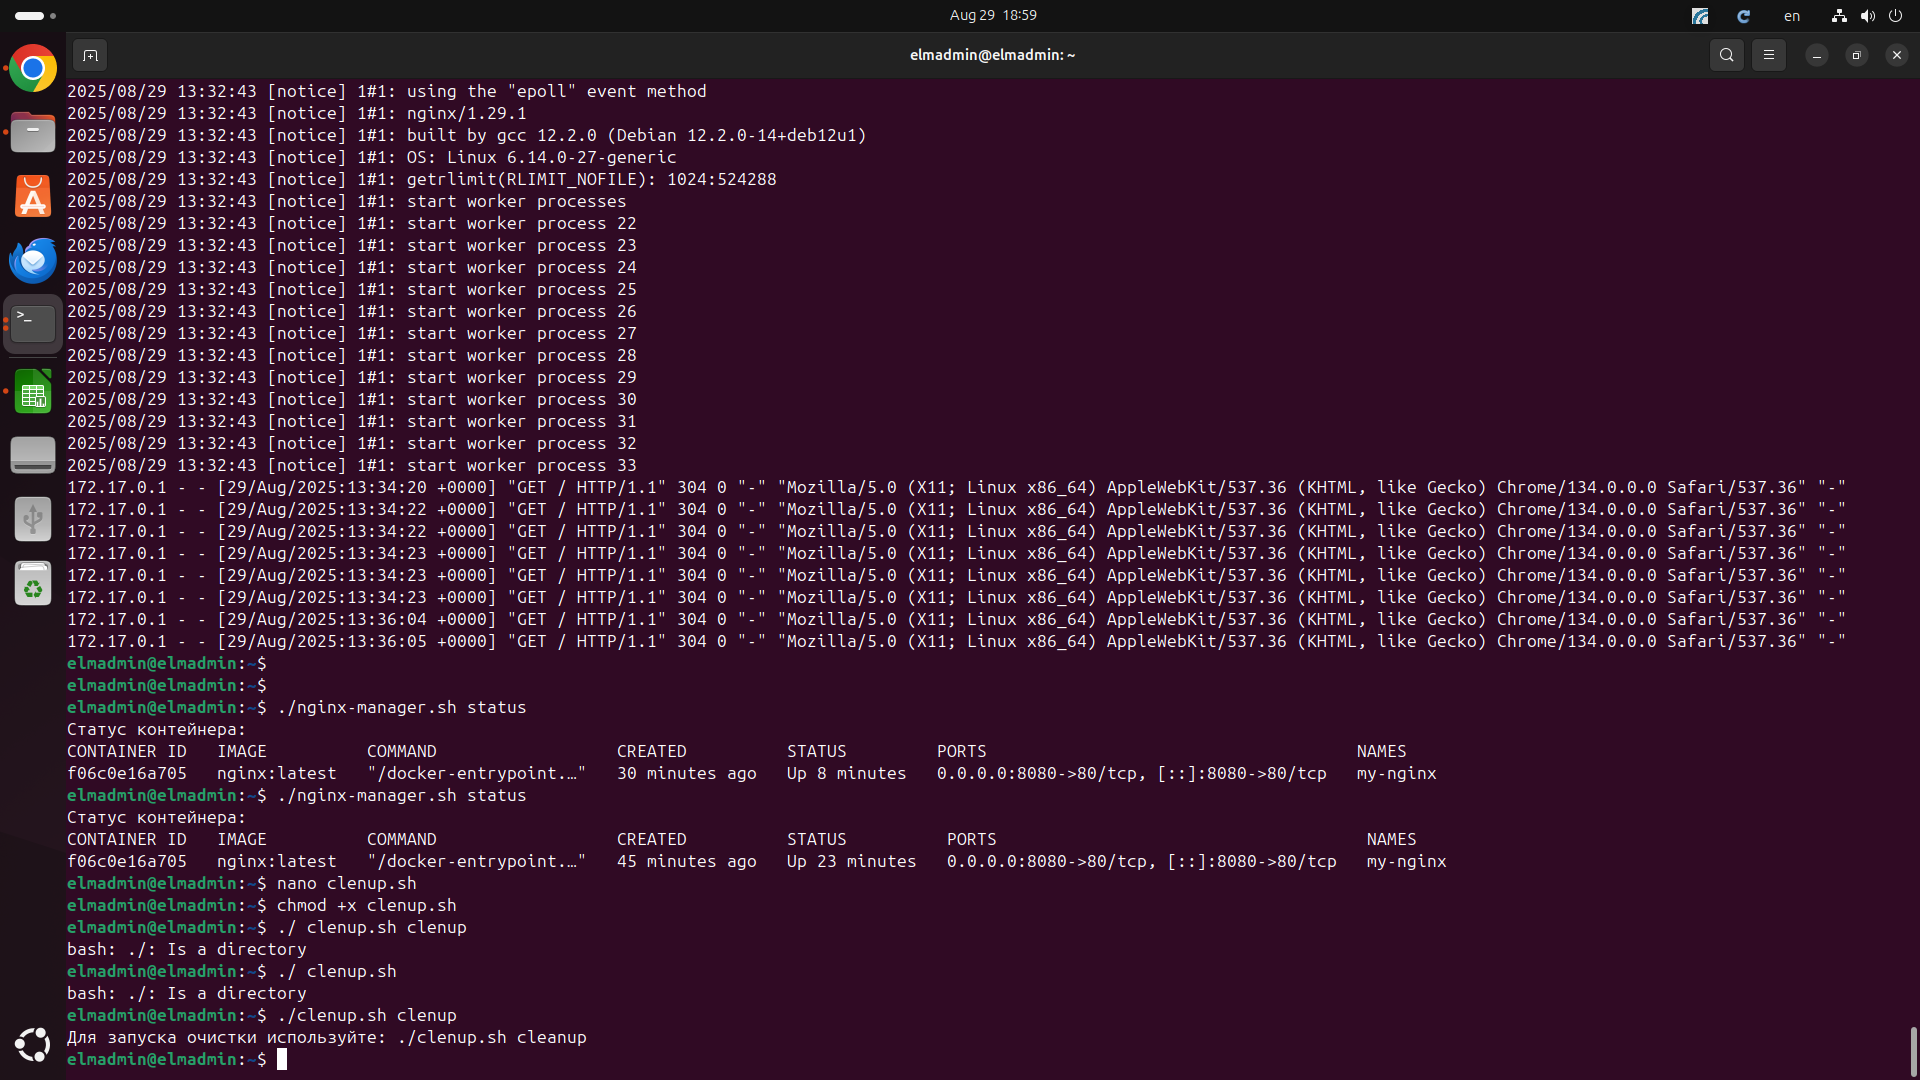 Aug 29 18:59
en
elmadmin@elmadmin: ~
2025/08/29 13:32:43 [notice] 1#1: using the "epoll" event method
2025/08/29 13:32:43 [notice] 1#1: nginx/1.29.1
2025/08/29 13:32:43 [notice] 1#1: built by gcc 12.2.0 (Debian 12.2.0-14+deb12u1)
2025/08/29 13:32:43 [notice] 1#1: OS: Linux 6.14.0-27-generic
2025/08/29 13:32:43 [notice] 1#1: getrlimit(RLIMIT_NOFILE): 1024:524288
2025/08/29 13:32:43 [notice] 1#1: start worker processes
2025/08/29 13:32:43 [notice] 1#1: start worker process 22
2025/08/29 13:32:43 [notice] 1#1: start worker process 23
2025/08/29 13:32:43 [notice] 1#1: start worker process 24
2025/08/29 13:32:43 [notice] 1#1: start worker process 25
2025/08/29 13:32:43 [notice] 1#1: start worker process 26
2025/08/29 13:32:43 [notice] 1#1: start worker process 27
2025/08/29 13:32:43 [notice] 1#1: start worker process 28
2025/08/29 13:32:43 [notice] 1#1: start worker process 29
2025/08/29 13:32:43 [notice] 1#1: start worker process 30
2025/08/29 13:32:43 [notice] 1#1: start worker process 31
2025/08/29 13:32:43 [notice] 1#1: start worker process 32
2025/08/29 13:32:43 [notice] 1#1: start worker process 33
172.17.0.1 - - [29/Aug/2025:13:34:20 +0000] "GET / HTTP/1.1" 304 0 "-" "Mozilla/5.0 (X11; Linux x86_64) AppleWebKit/537.36 (KHTML, like Gecko) Chrome/134.0.0.0 Safari/537.36" "-"
172.17.0.1 - - [29/Aug/2025:13:34:22 +0000] "GET / HTTP/1.1" 304 0 "-" "Mozilla/5.0 (X11; Linux x86_64) AppleWebKit/537.36 (KHTML, like Gecko) Chrome/134.0.0.0 Safari/537.36" "-"
172.17.0.1 - - [29/Aug/2025:13:34:22 +0000] "GET / HTTP/1.1" 304 0 "-" "Mozilla/5.0 (X11; Linux x86_64) AppleWebKit/537.36 (KHTML, like Gecko) Chrome/134.0.0.0 Safari/537.36" "-"
172.17.0.1 - - [29/Aug/2025:13:34:23 +0000] "GET / HTTP/1.1" 304 0 "-" "Mozilla/5.0 (X11; Linux x86_64) AppleWebKit/537.36 (KHTML, like Gecko) Chrome/134.0.0.0 Safari/537.36" "-"
172.17.0.1 - - [29/Aug/2025:13:34:23 +0000] "GET / HTTP/1.1" 304 0 "-" "Mozilla/5.0 (X11; Linux x86_64) AppleWebKit/537.36 (KHTML, like Gecko) Chrome/134.0.0.0 Safari/537.36" "-"
172.17.0.1 - - [29/Aug/2025:13:34:23 +0000] "GET / HTTP/1.1" 304 0 "-" "Mozilla/5.0 (X11; Linux x86_64) AppleWebKit/537.36 (KHTML, like Gecko) Chrome/134.0.0.0 Safari/537.36" "-"
172.17.0.1 - - [29/Aug/2025:13:36:04 +0000] "GET / HTTP/1.1" 304 0 "-" "Mozilla/5.0 (X11; Linux x86_64) AppleWebKit/537.36 (KHTML, like Gecko) Chrome/134.0.0.0 Safari/537.36" "-"
172.17.0.1 - - [29/Aug/2025:13:36:05 +0000] "GET / HTTP/1.1" 304 0 "-" "Mozilla/5.0 (X11; Linux x86_64) AppleWebKit/537.36 (KHTML, like Gecko) Chrome/134.0.0.0 Safari/537.36" "-"
elmadmin@elmadmin:~$
elmadmin@elmadmin:~$
elmadmin@elmadmin:~$ ./nginx-manager.sh status
Статус контейнера:
CONTAINER ID   IMAGE          COMMAND                  CREATED          STATUS         PORTS                                     NAMES
f06c0e16a705   nginx:latest   "/docker-entrypoint.…"   30 minutes ago   Up 8 minutes   0.0.0.0:8080->80/tcp, [::]:8080->80/tcp   my-nginx
elmadmin@elmadmin:~$ ./nginx-manager.sh status
Статус контейнера:
CONTAINER ID   IMAGE          COMMAND                  CREATED          STATUS          PORTS                                     NAMES
f06c0e16a705   nginx:latest   "/docker-entrypoint.…"   45 minutes ago   Up 23 minutes   0.0.0.0:8080->80/tcp, [::]:8080->80/tcp   my-nginx
elmadmin@elmadmin:~$ nano clenup.sh
elmadmin@elmadmin:~$ chmod +x clenup.sh
elmadmin@elmadmin:~$ ./ clenup.sh clenup
bash: ./: Is a directory
elmadmin@elmadmin:~$ ./ clenup.sh
bash: ./: Is a directory
elmadmin@elmadmin:~$ ./clenup.sh clenup
Для запуска очистки используйте: ./clenup.sh cleanup
elmadmin@elmadmin:~$